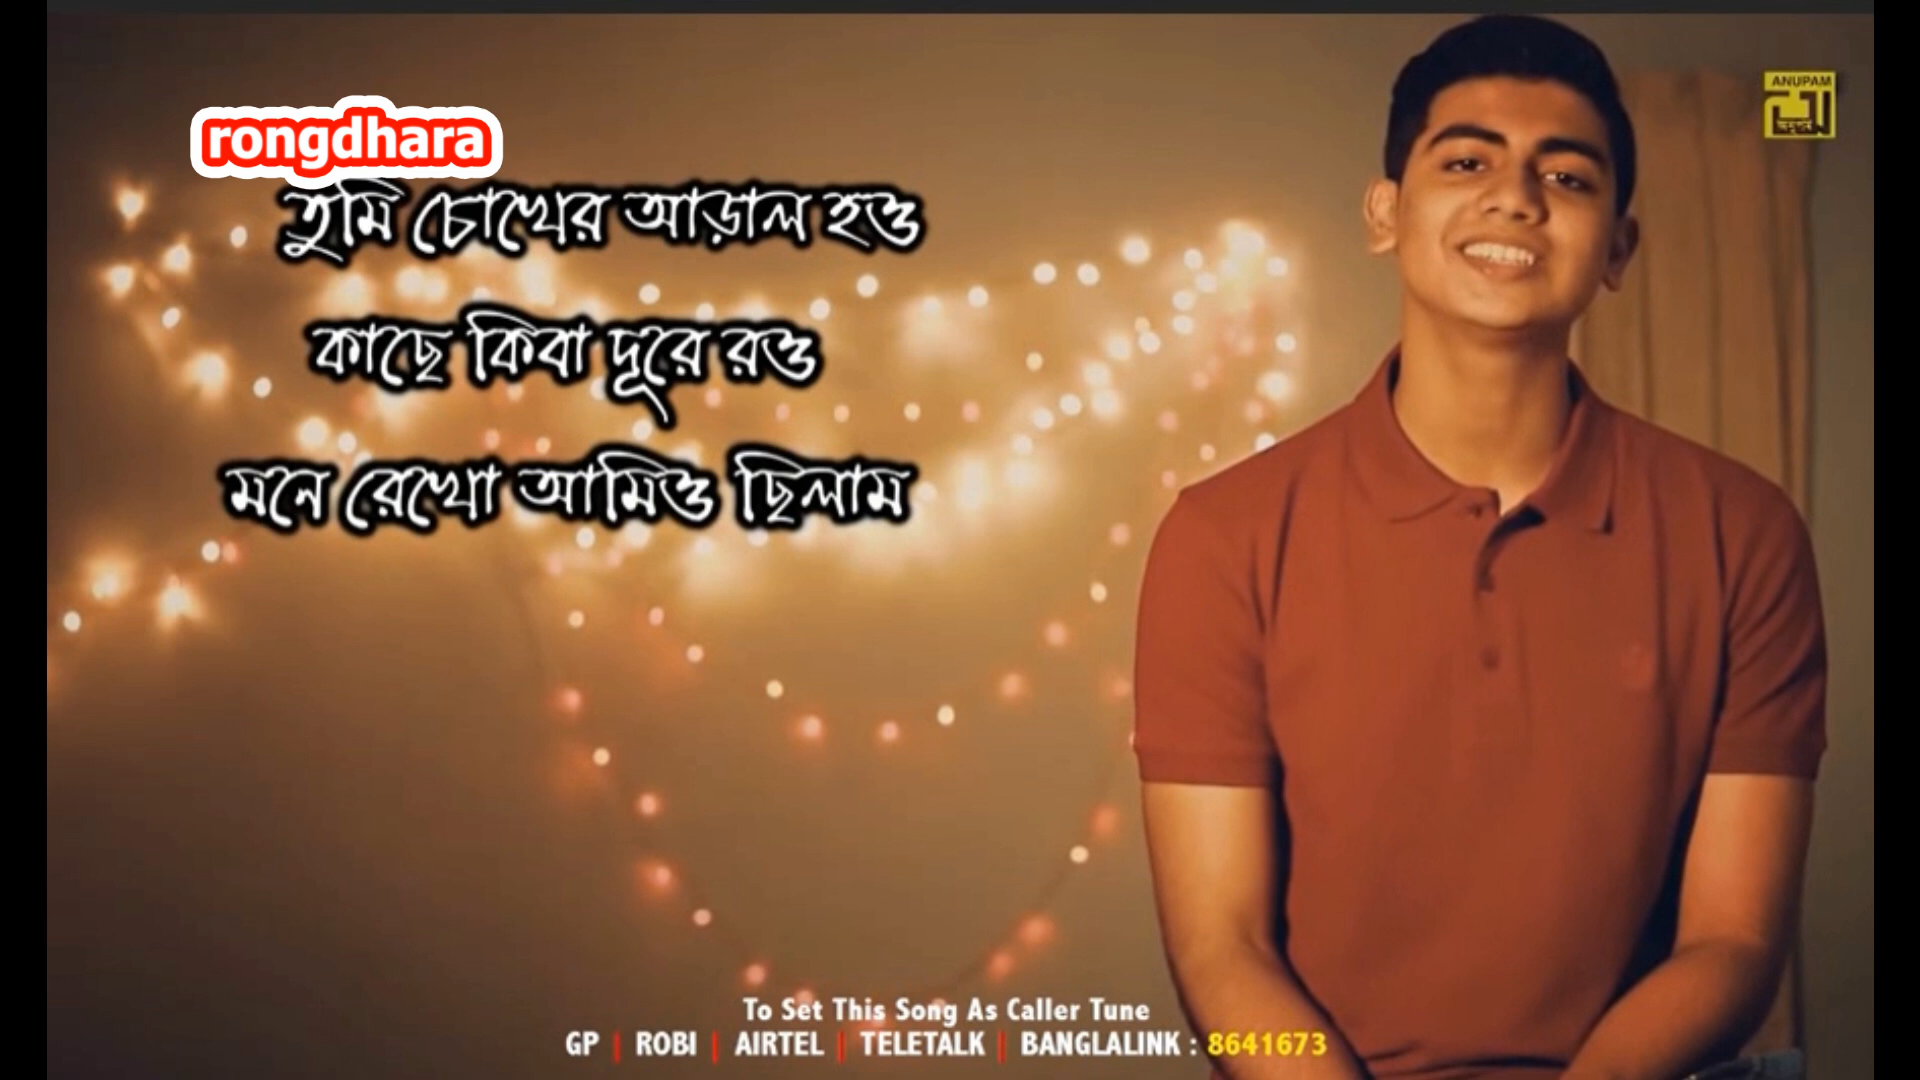 rongdhara
ANUPAM
তুমি চোখের আড়াল হও
কাছে কিবা দূরে রও
মনে রেখো আমিও ছিলাম
To Set This Song As Caller Tune
GP | ROBI | AIRTEL | TELETALK | BANGLALINK : 8641673